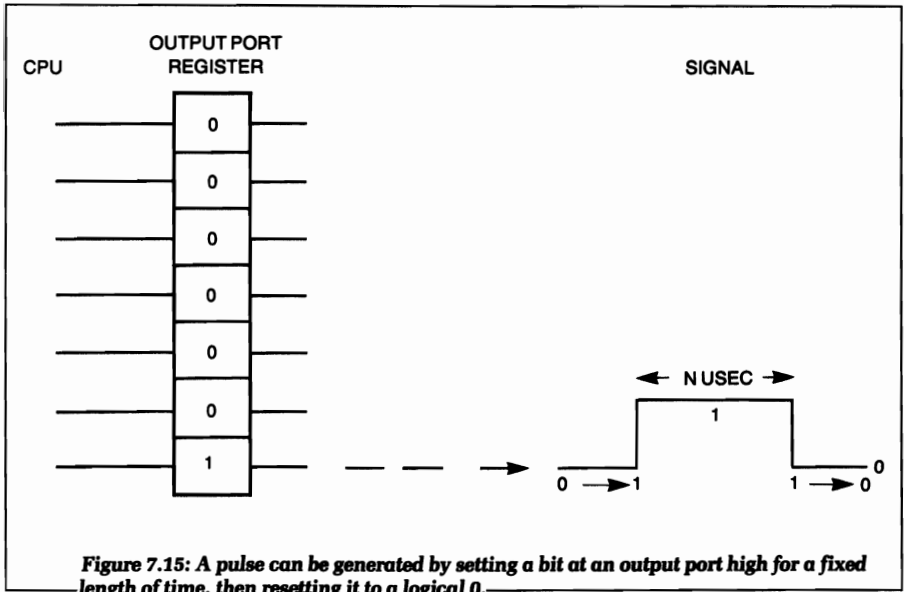 CPU
OUTPUT PORT
REGISTER
SIGNAL
0
0
0
0
0
0
1
N USEC
1
0
0 1
1 0
Figure 7.15: A pulse can be generated by setting a bit at an output port high for a fixed
length of time, then resetting it to a logical 0.